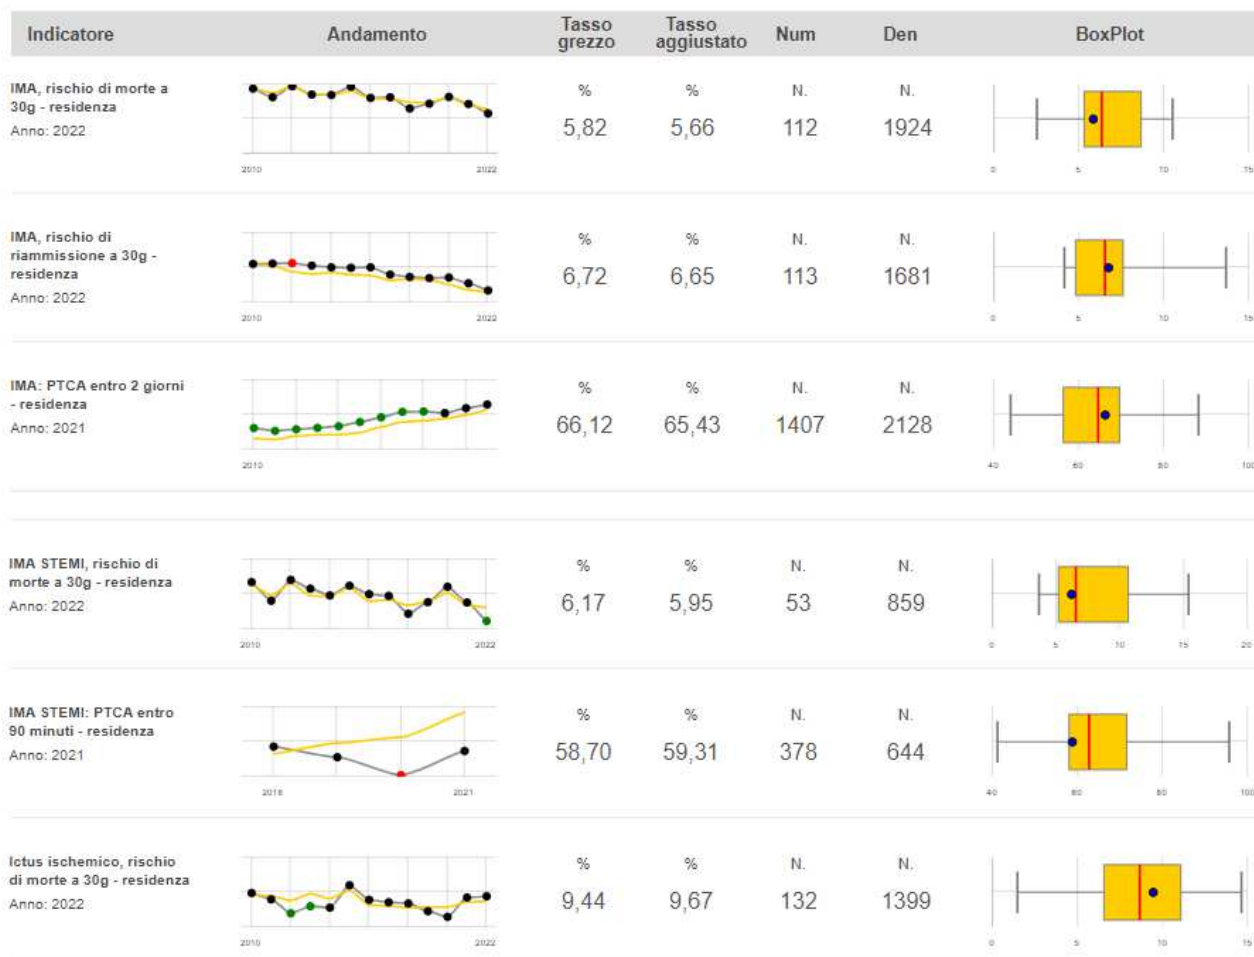 Indicatore Andamento Tasso grezzo Tasso aggiustato Num Den BoxPlot
IMA, rischio di morte a
30g - residenza
Anno: 2022
2010 2022
% % N. N.
5,82 5,66 112 1924
0 5 10 15
IMA, rischio di
riammissione a 30g -
residenza
Anno: 2022
2010 2022
% % N. N.
6,72 6,65 113 1681
0 5 10 15
IMA: PTCA entro 2 giorni
- residenza
Anno: 2021
2010
% % N. N.
66,12 65,43 1407 2128
40 60 80 100
IMA STEMI, rischio di
morte a 30g - residenza
Anno: 2022
2010 2022
% % N. N.
6,17 5,95 53 859
0 5 10 15 20
IMA STEMI: PTCA entro
90 minuti - residenza
Anno: 2021
2018 2021
% % N. N.
58,70 59,31 378 644
40 60 80 100
Ictus ischemico, rischio
di morte a 30g - residenza
Anno: 2022
2010 2022
% % N. N.
9,44 9,67 132 1399
0 5 10 15